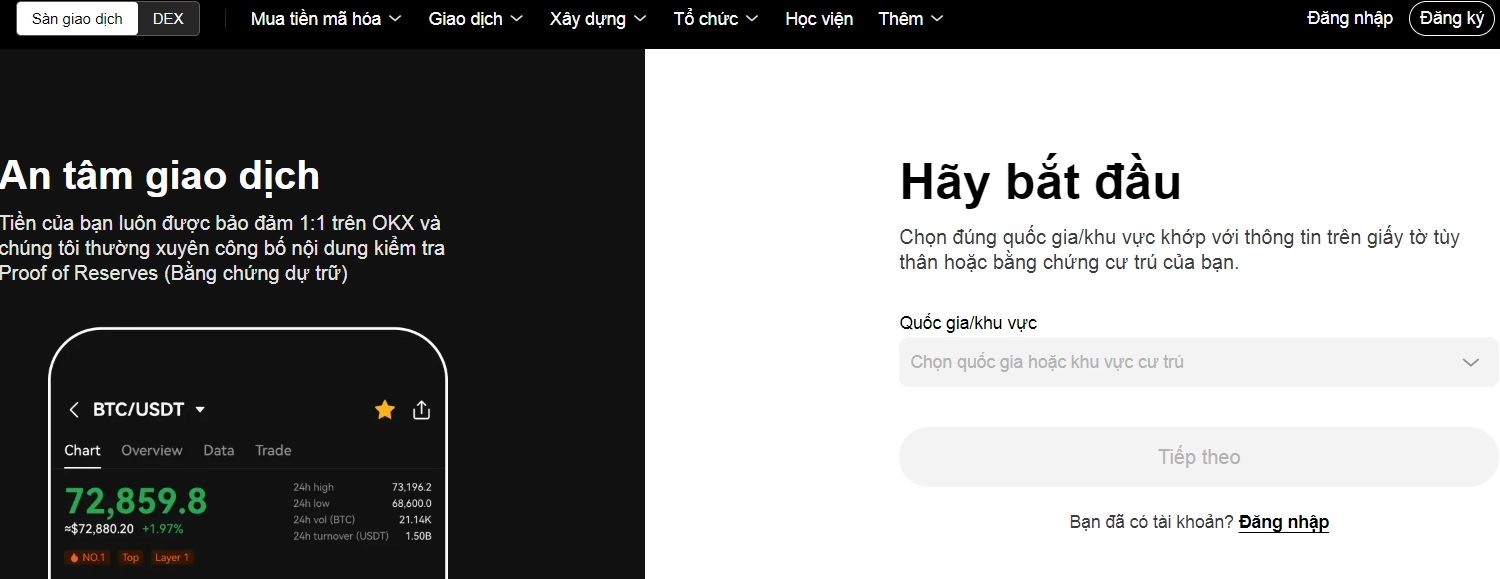 Sàn giao dịch DEX Mua tiền mã hóa Giao dịch Xây dựng Tổ chức Học viện Thêm Đăng nhập Đăng ký
An tâm giao dịch
Tiền của bạn luôn được bảo đảm 1:1 trên OKX và
chúng tôi thường xuyên công bố nội dung kiểm tra
Proof of Reserves (Bằng chứng dự trữ)
BTC/USDT
Chart Overview Data Trade
72,859.8
≈$72,880.20 +1.97%
NO.1 Top Layer 1
24h high 73,196.2
24h low 68,600.0
24h vol (BTC) 21.14K
24h turnover (USDT) 1.50B
Hãy bắt đầu
Chọn đúng quốc gia/khu vực khớp với thông tin trên giấy tờ tùy
thân hoặc bằng chứng cư trú của bạn.
Quốc gia/khu vực
Chọn quốc gia hoặc khu vực cư trú
Tiếp theo
Bạn đã có tài khoản? Đăng nhập